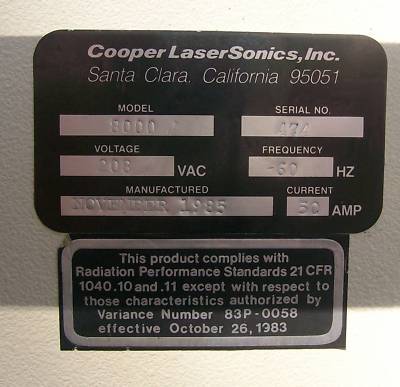 Cooper LaserSonics, Inc.
Santa Clara, California 95051
MODEL SERIAL NO.
8000 474
VOLTAGE FREQUENCY
208 VAC 60 HZ
MANUFACTURED CURRENT
NOVEMBER 1985 50 AMP
This product complies with
Radiation Performance Standards 21 CFR
1040.10 and .11 except with respect to
those characteristics authorized by
Variance Number 83P-0058
effective October 26, 1983